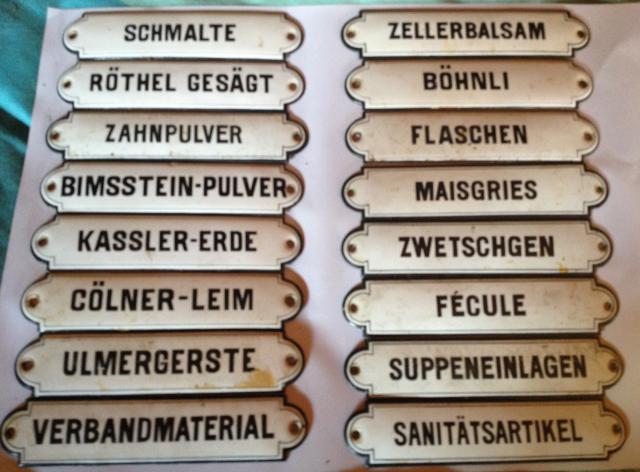 SCHMALTE
RÖTHEL GESÄGT
ZAHNPULVER
BIMSSTEIN-PULVER
KASSLER-ERDE
CÖLNER-LEIM
ULMERGERSTE
VERBANDMATERIAL
ZELLERBALSAM
BÖHNLI
FLASCHEN
MAISGRIES
ZWETSCHGEN
FÉCULE
SUPPENEINLAGEN
SANITÄTSARTIKEL